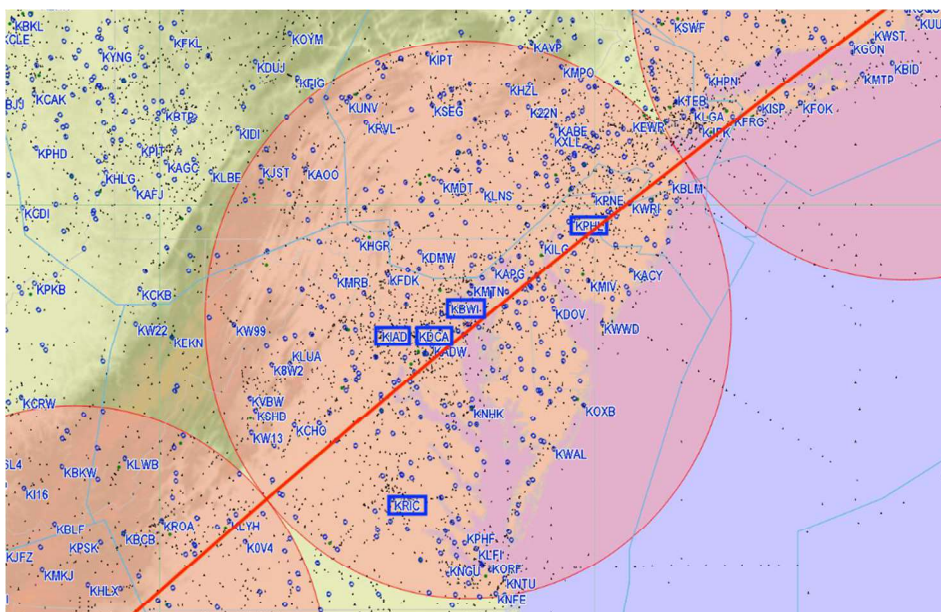 KOYM
KSWF
KUU
KBKL
KCLE
KFKL
KAVP
KWST
KGON
KYNG
KIPT
KDUJ
KMPO
KBID
KMTP
KFIG
KHPN
KHZL
KCAK
KUNV
KSEG
KTEB
KISP
KFOK
K22N
KLGA
KFRG
KBTP
KRVL
KEWR
KJFK
KIDI
KABE
KXLL
KPHD
KPIT
KAGC
KHLG
KLBE
KJST
KAOO
KAFJ
KMDT
KLNS
KBLM
KPNE
KWRI
KCDI
KPHL
KHGR
KILG
KDMW
KAPG
KACY
KPKB
KCKB
KMRB
KFDK
KMTN
KMIV
KBWI
KDOV
KW22
KW99
KIAD
KDCA
KWWD
KEKN
KADW
KLUA
K8W2
KCRW
KVBW
KSHD
KNHK
KOXB
KCHO
KW13
KWAL
SL4
KLWB
KBKW
KI16
KRIC
KBLF
KROA
KLYH
KBCB
KPSK
K0V4
KPHF
KJFZ
KLFI
KMKJ
KNGU
KORF
KHLX
KNTU
KNFE